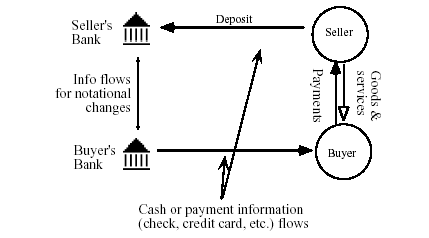 Seller's
Bank
Deposit
Seller
Info flows
for notational
changes
Payments
Goods &
services
Buyer's
Bank
Buyer
Cash or payment information
(check, credit card, etc.) flows